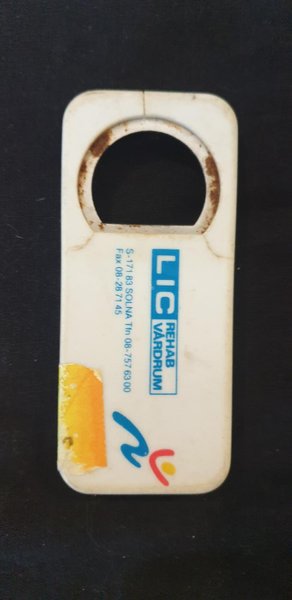 LIC REHAB
VÅRDRUM
S-171 83 SOLNA Tfn 08-757 63 00
Fax 08-28 71 45